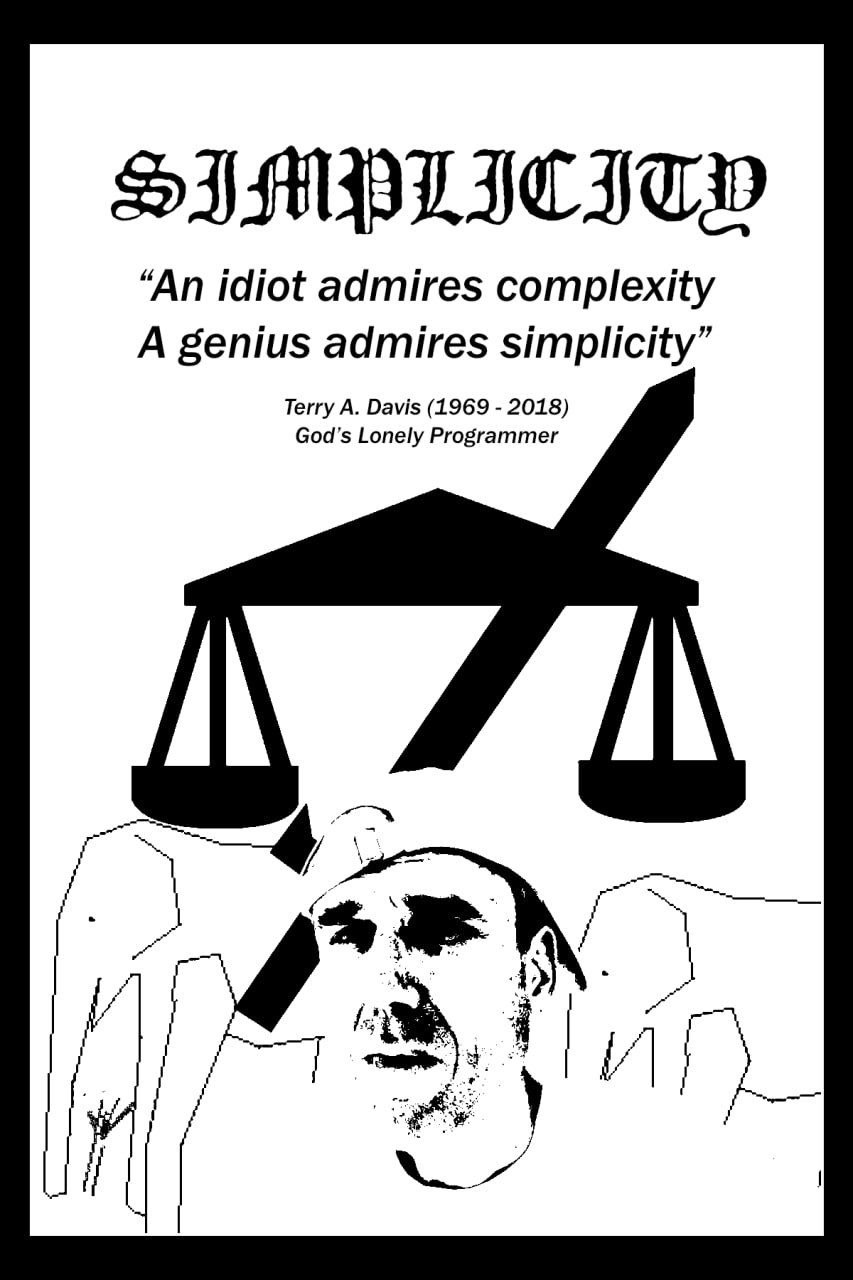 SIMPLICITY
“An idiot admires complexity
A genius admires simplicity”
Terry A. Davis (1969 - 2018)
God’s Lonely Programmer